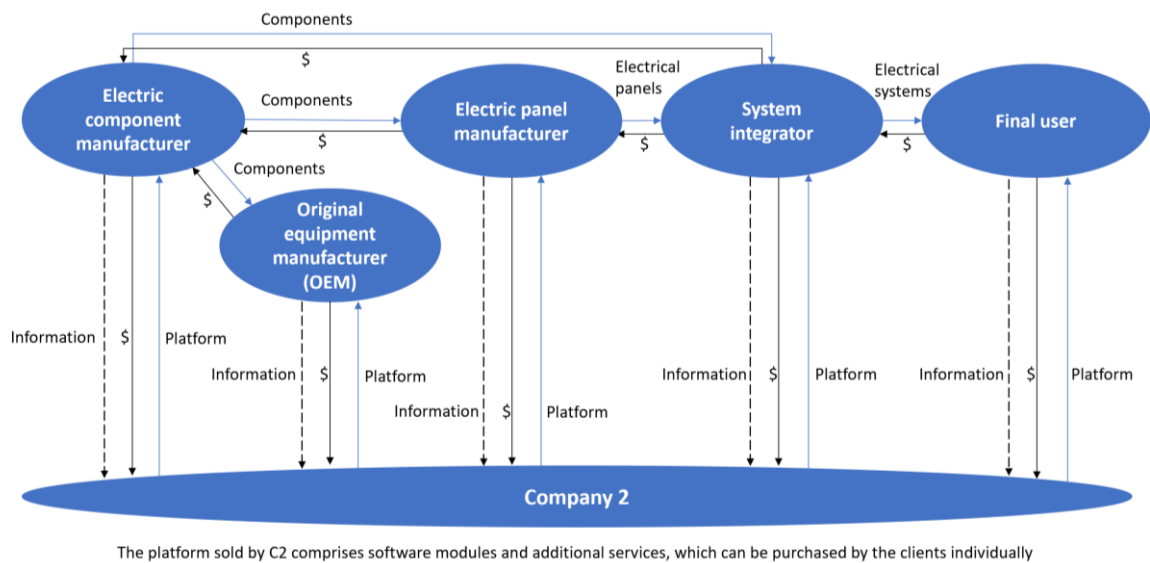 Components
$
Electric
component
manufacturer
Components
$
Electric panel
manufacturer
Electrical
panels
$
System
integrator
Electrical
systems
$
Final user
Components
$
Original
equipment
manufacturer
(OEM)
Information
$
Platform
Information
$
Platform
Information
$
Platform
Information
$
Platform
Information
$
Platform
Company 2
The platform sold by C2 comprises software modules and additional services, which can be purchased by the clients individually